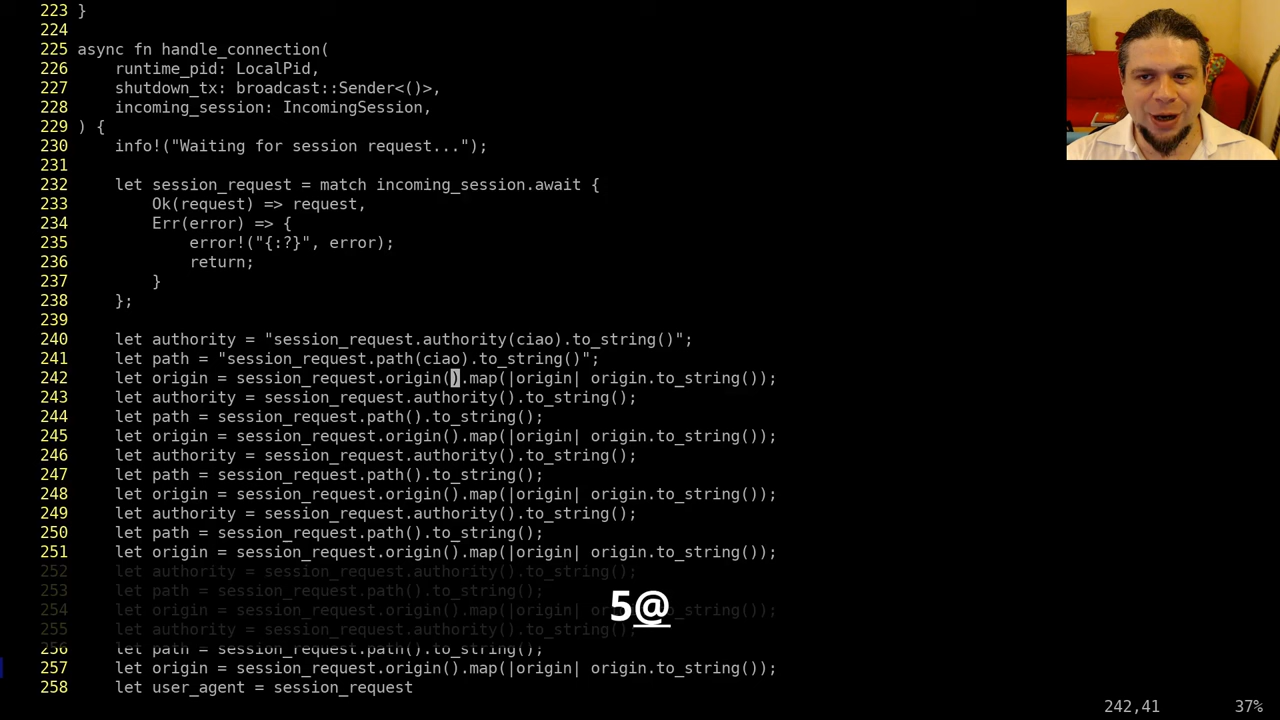 223 }
224
225 async fn handle_connection(
226     runtime_pid: LocalPid,
227     shutdown_tx: broadcast::Sender<()>,
228     incoming_session: IncomingSession,
229 ) {
230     info!("Waiting for session request...");
231
232     let session_request = match incoming_session.await {
233         Ok(request) => request,
234         Err(error) => {
235             error!("{:?}", error);
236             return;
237         }
238     };
239
240     let authority = "session_request.authority(ciao).to_string()";
241     let path = "session_request.path(ciao).to_string()";
242     let origin = session_request.origin().map(|origin| origin.to_string());
243     let authority = session_request.authority().to_string();
244     let path = session_request.path().to_string();
245     let origin = session_request.origin().map(|origin| origin.to_string());
246     let authority = session_request.authority().to_string();
247     let path = session_request.path().to_string();
248     let origin = session_request.origin().map(|origin| origin.to_string());
249     let authority = session_request.authority().to_string();
250     let path = session_request.path().to_string();
251     let origin = session_request.origin().map(|origin| origin.to_string());
252     let authority = session_request.authority().to_string();
253     let path = session_request.path().to_string();
254     let origin = session_request.origin().map(|origin| origin.to_string());
255     let authority = session_request.authority().to_string();
256     let path = session_request.path().to_string();
257     let origin = session_request.origin().map(|origin| origin.to_string());
258     let user_agent = session_request
5@
242,41 37%